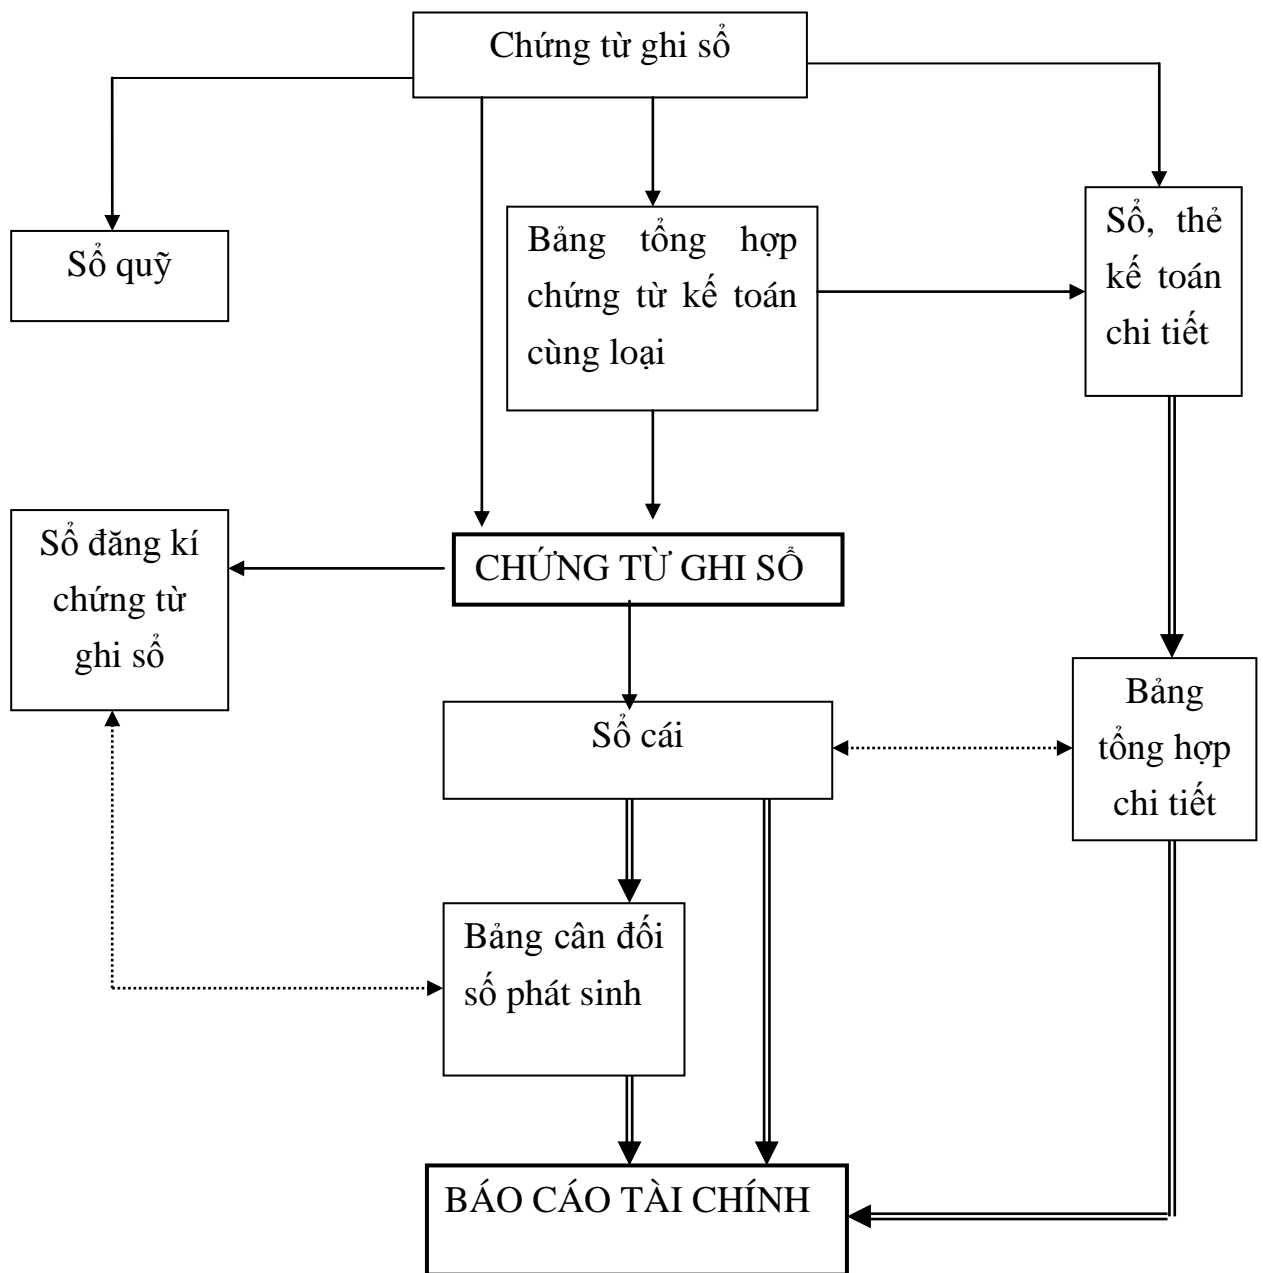 Chứng từ ghi sổ
Sổ quỹ
Bảng tổng hợp
chứng từ kế toán
cùng loại
Sổ, thẻ
kế toán
chi tiết
Sổ đăng kí
chứng từ
ghi sổ
CHỨNG TỪ GHI SỔ
Sổ cái
Bảng
tổng hợp
chi tiết
Bảng cân đối
số phát sinh
BÁO CÁO TÀI CHÍNH